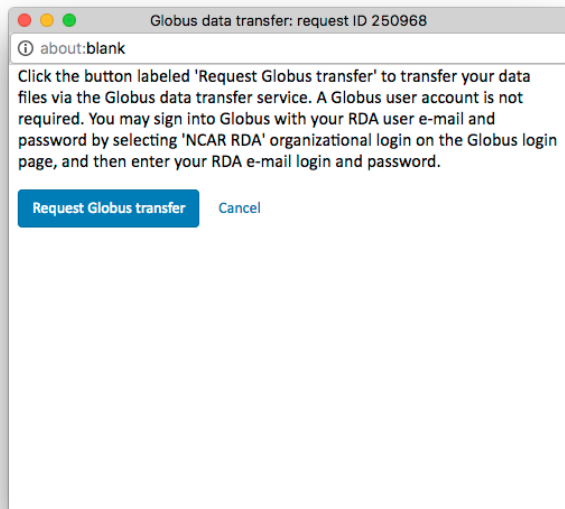 Globus data transfer: request ID 250968
about:blank
Click the button labeled 'Request Globus transfer' to transfer your data
files via the Globus data transfer service. A Globus user account is not
required. You may sign into Globus with your RDA user e-mail and
password by selecting 'NCAR RDA' organizational login on the Globus login
page, and then enter your RDA e-mail login and password.
Request Globus transfer Cancel